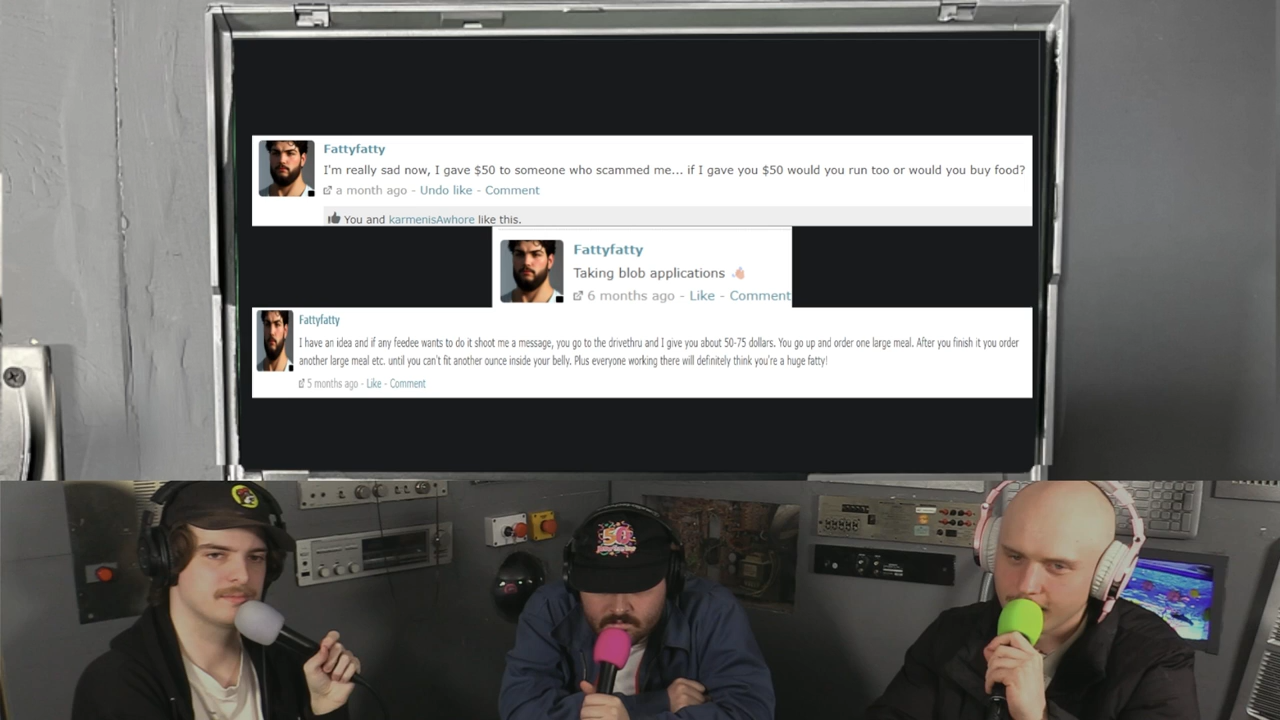 Fattyfatty
I'm really sad now, I gave $50 to someone who scammed me... if I gave you $50 would you run too or would you buy food?
a month ago - Undo like - Comment
You and karmenisAwhore like this.
Fattyfatty
Taking blob applications
6 months ago - Like - Comment
Fattyfatty
I have an idea and if any feedee wants to do it shoot me a message, you go to the drivethru and I give you about 50-75 dollars. You go up and order one large meal. After you finish it you order
another large meal etc. until you can't fit another ounce inside your belly. Plus everyone working there will definitely think you're a huge fatty!
5 months ago - Like - Comment
50